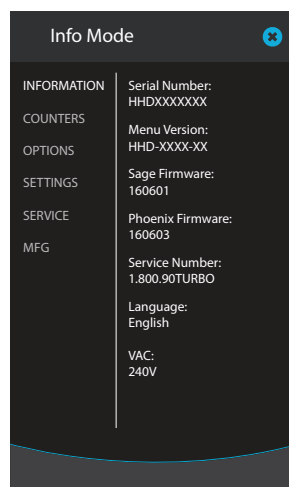 Info Mode
INFORMATION
COUNTERS
OPTIONS
SETTINGS
SERVICE
MFG
Serial Number:
HHDXXXXXXX
Menu Version:
HHD-XXXX-XX
Sage Firmware:
160601
Phoenix Firmware:
160603
Service Number:
1.800.90TURBO
Language:
English
VAC:
240V